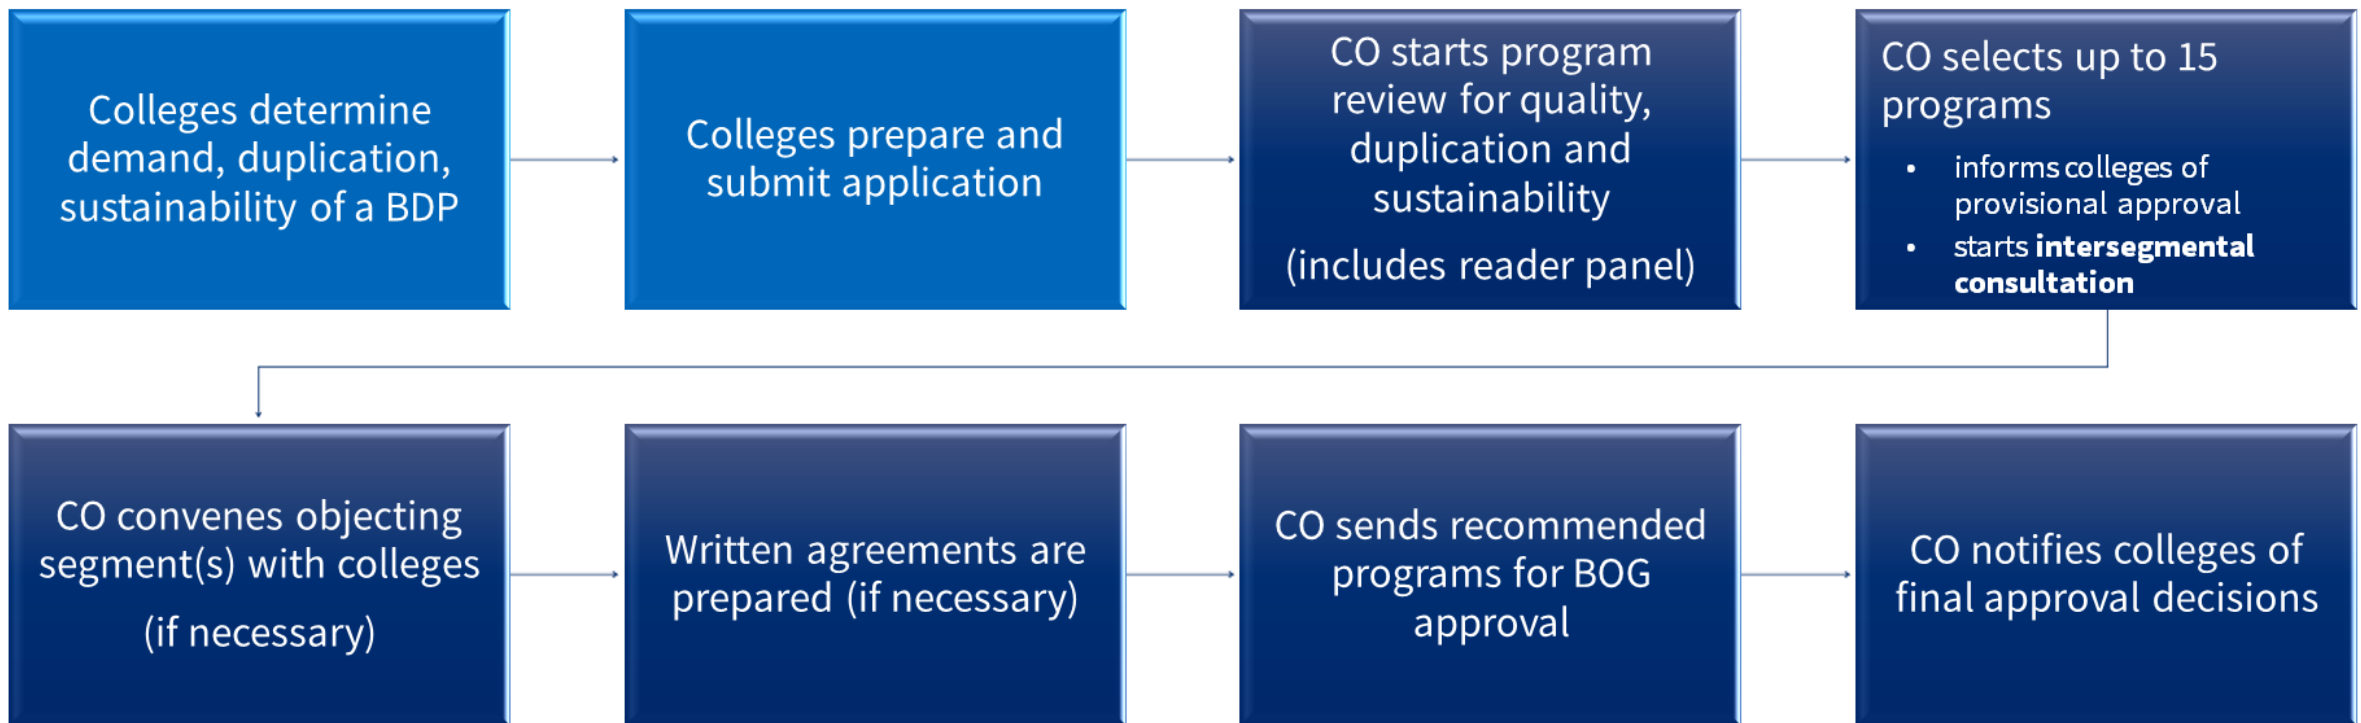 Colleges determine
demand, duplication,
sustainability of a BDP
Colleges prepare and
submit application
CO starts program
review for quality,
duplication and
sustainability
(includes reader panel)
CO selects up to 15
programs
• informs colleges of
provisional approval
• starts intersegmental
consultation
CO convenes objecting
segment(s) with colleges
(if necessary)
Written agreements are
prepared (if necessary)
CO sends recommended
programs for BOG
approval
CO notifies colleges of
final approval decisions